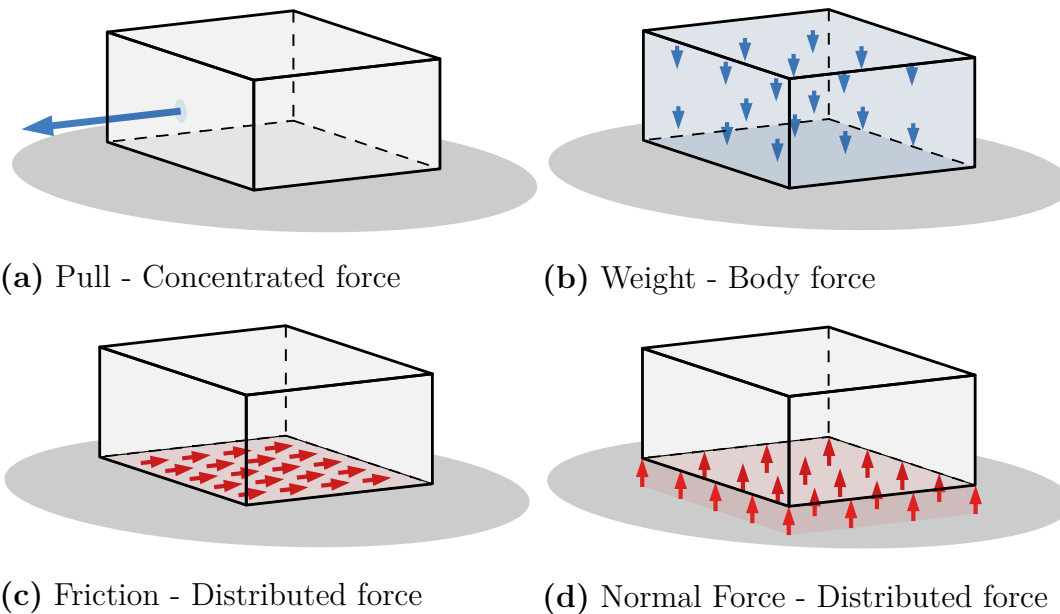 (a) Pull - Concentrated force
(b) Weight - Body force
(c) Friction - Distributed force
(d) Normal Force - Distributed force